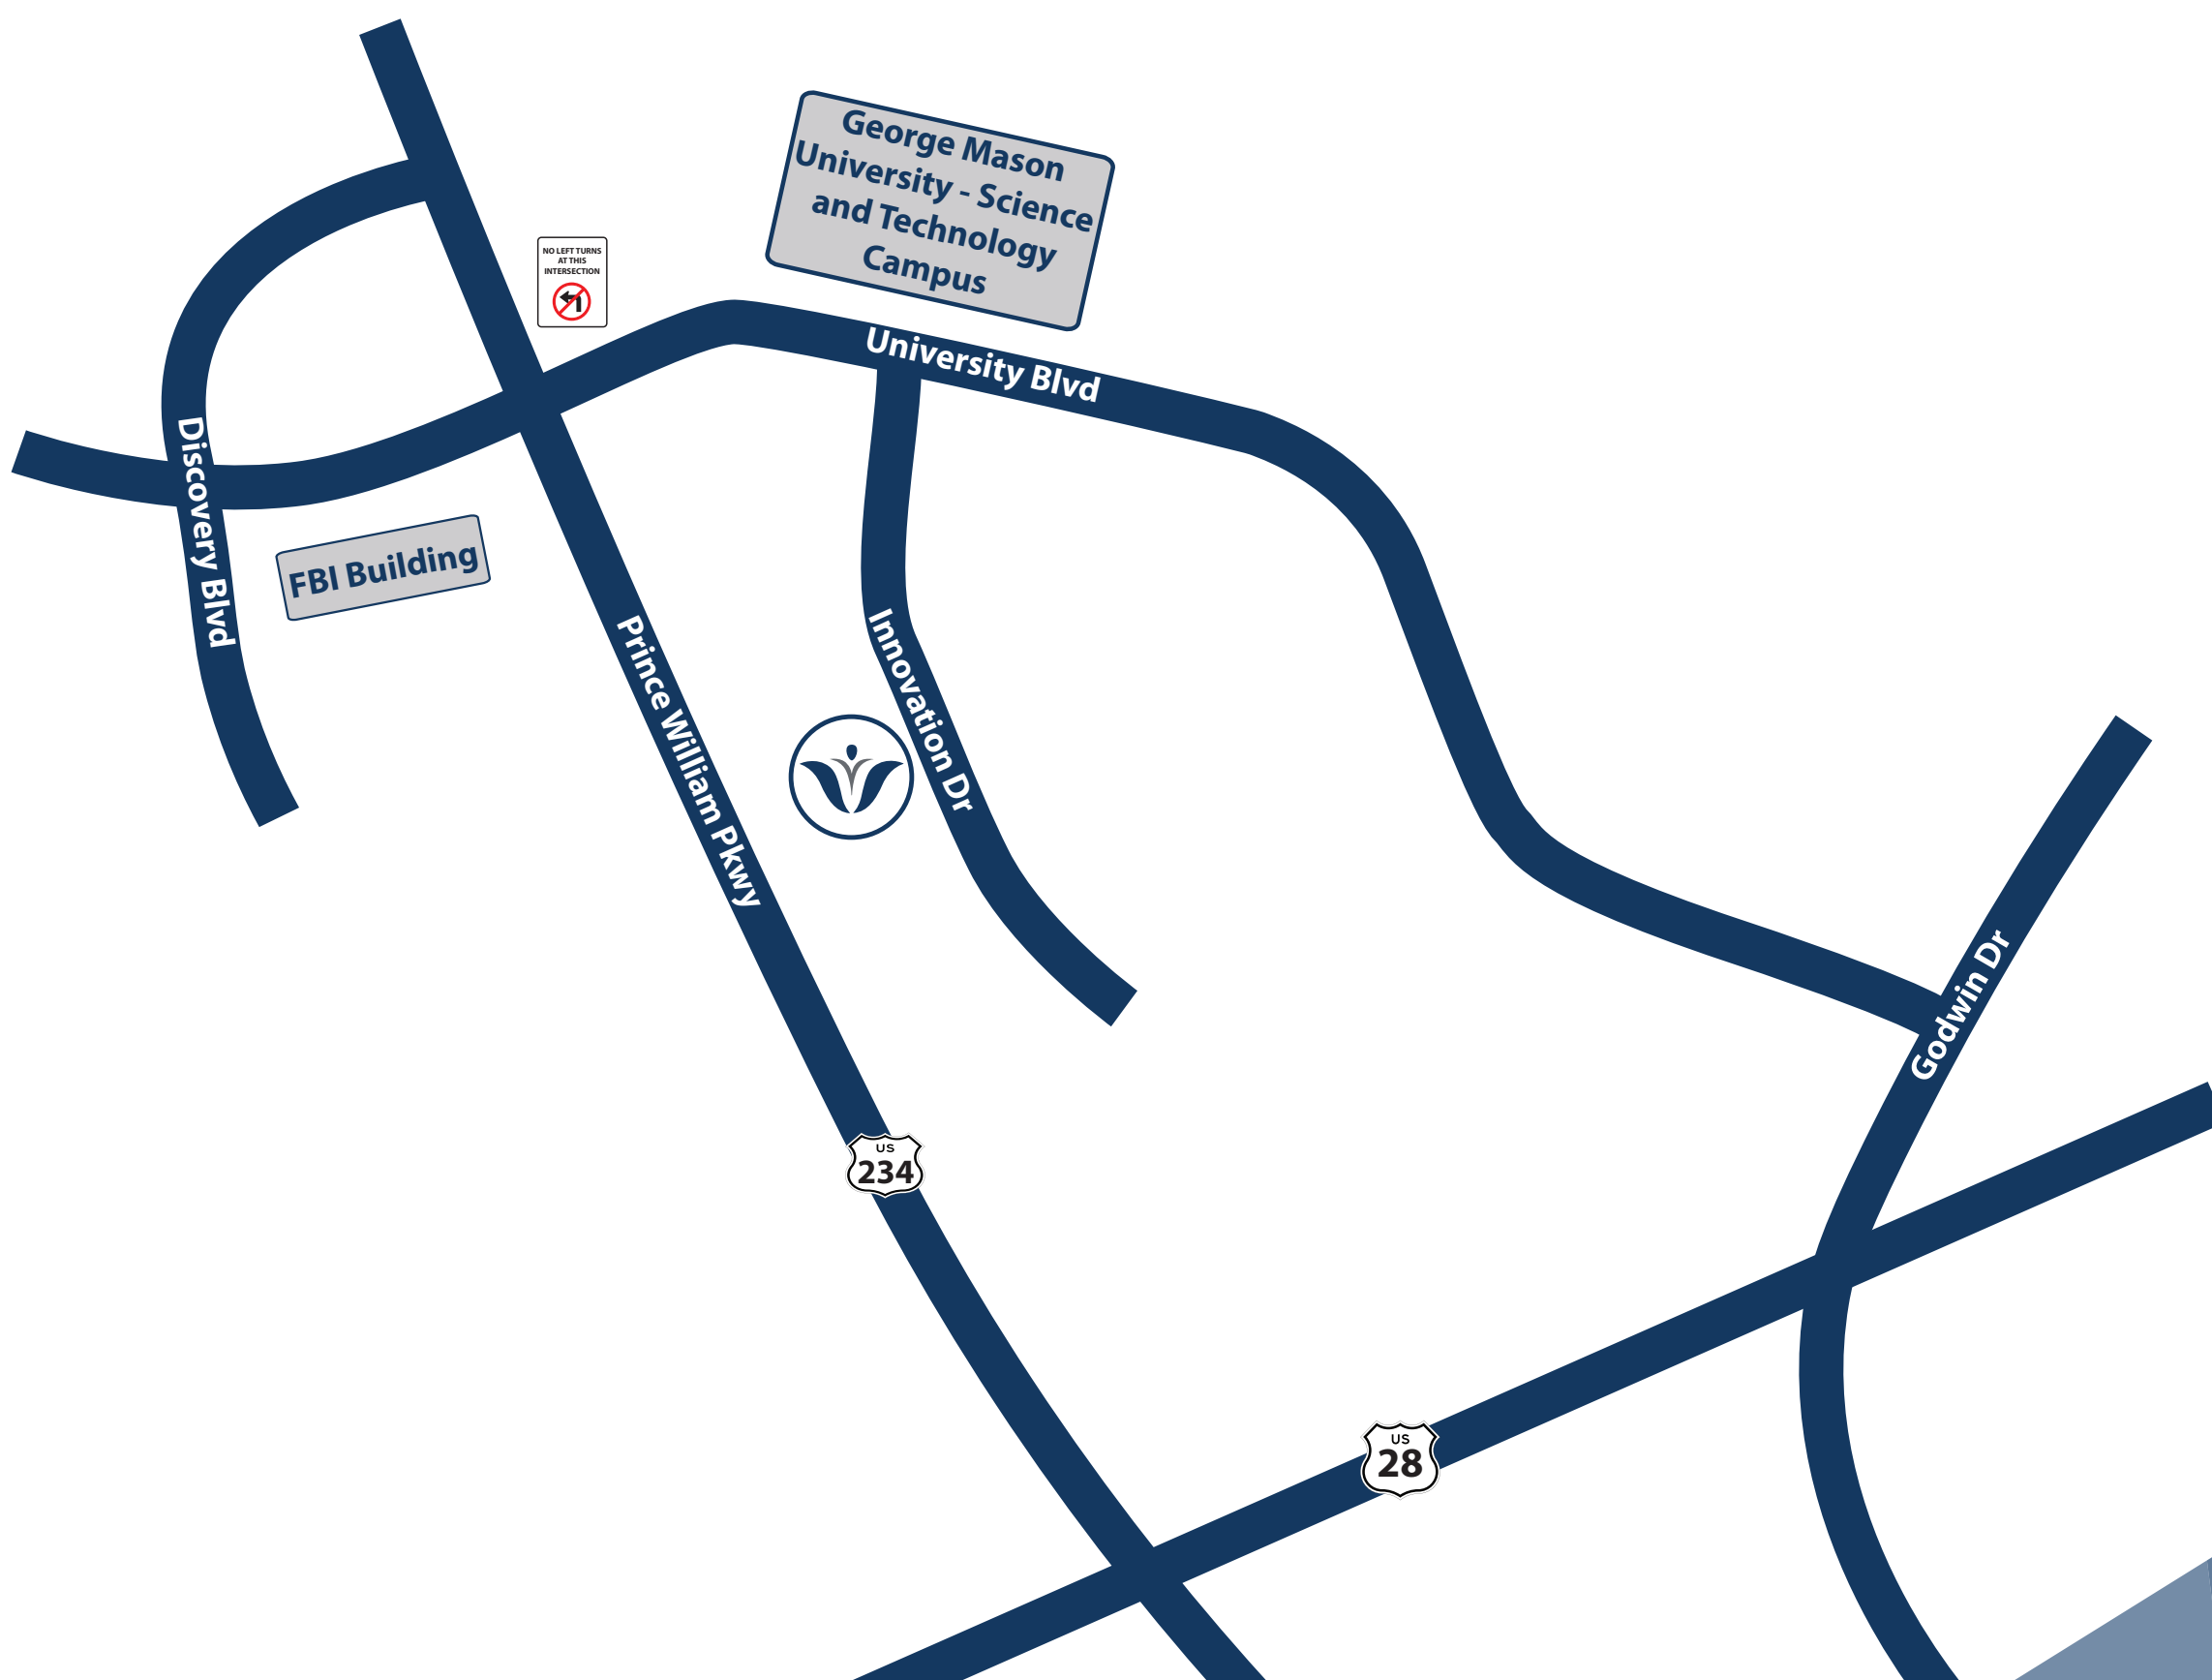 George Mason
University - Science
and Technology
Campus
NO LEFT TURNS
AT THIS
INTERSECTION
University Blvd
Discovery Blvd
FBI Building
Prince William Pkwy
Innovation Dr
Godwin Dr
US
234
US
28